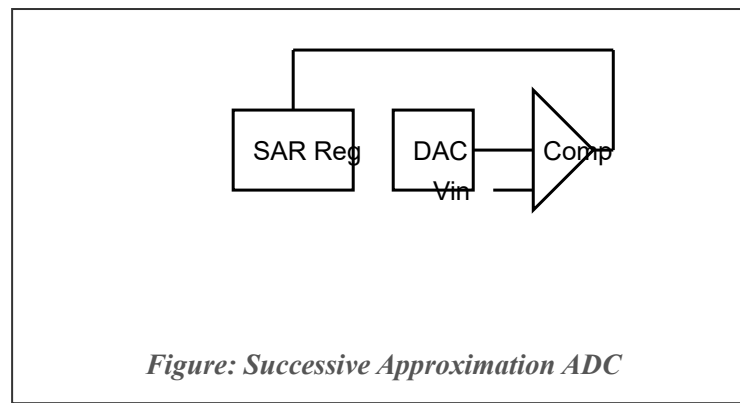 SAR Reg DAC Comp
Vin
Figure: Successive Approximation ADC